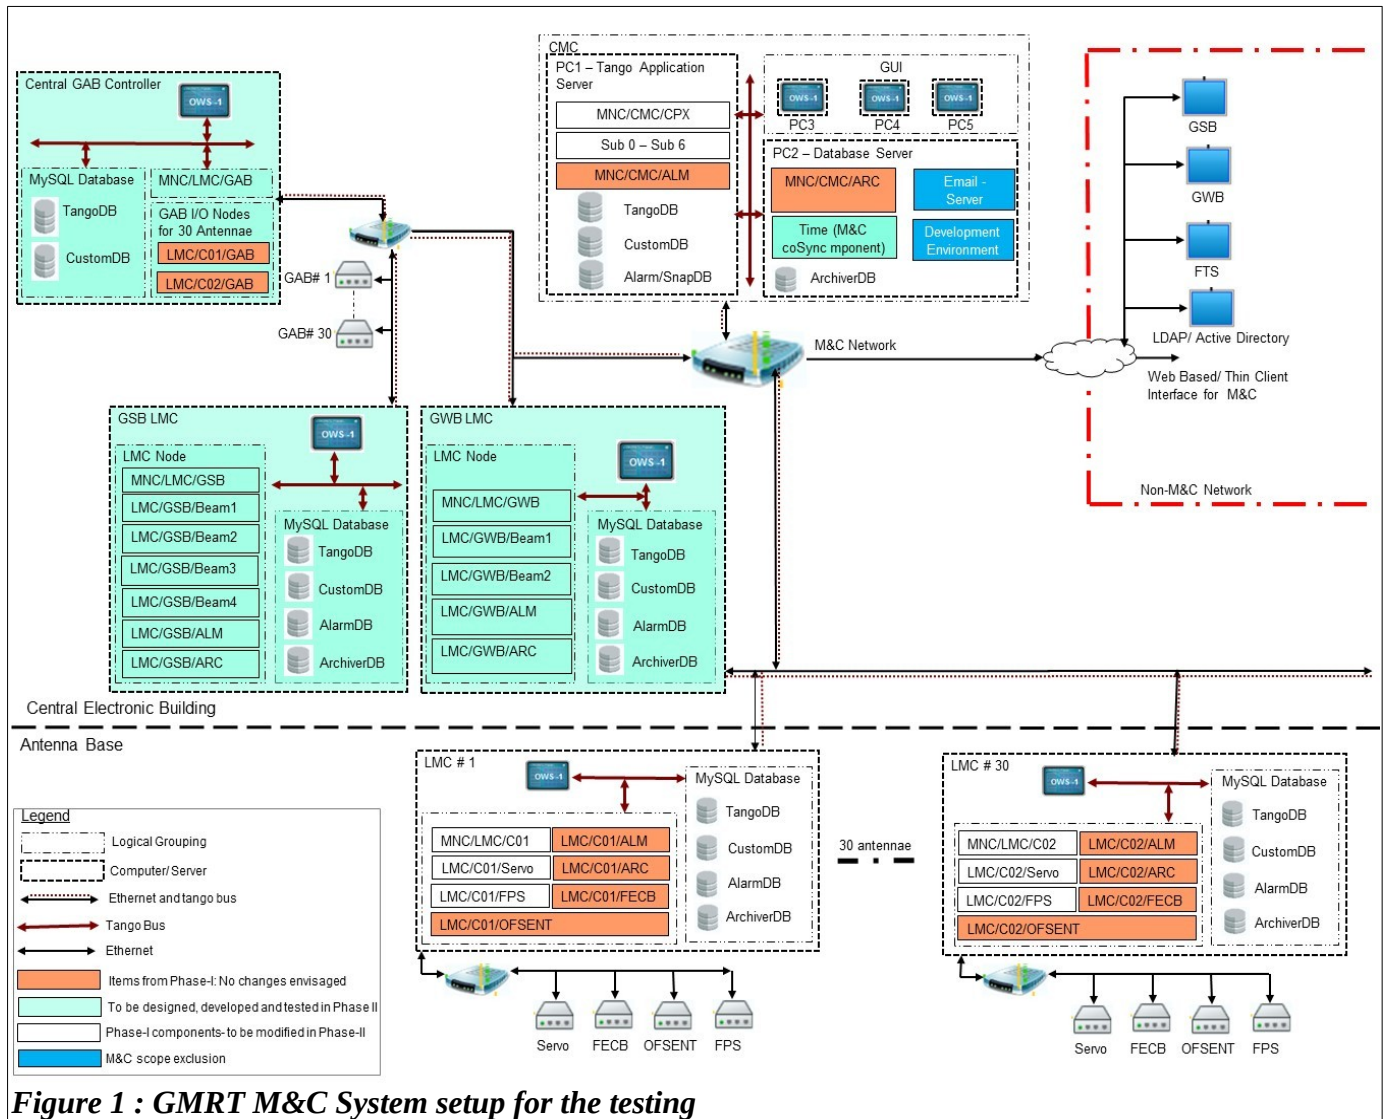 Central GAB Controller
OWS-1
MySQL Database
TangoDB
CustomDB
MNC/LMC/GAB
GAB I/O Nodes
for 30 Antennae
LMC/C01/GAB
LMC/C02/GAB
GAB# 1
GAB# 30
CMC
PC1 – Tango Application
Server
MNC/CMC/CPX
Sub 0 – Sub 6
MNC/CMC/ALM
TangoDB
CustomDB
Alarm/SnapDB
GUI
OWS-1
OWS-1
OWS-1
PC3
PC4
PC5
PC2 – Database Server
MNC/CMC/ARC
Email -
Server
Time (M&C
coSync mponent)
Development
Environment
ArchiverDB
M&C Network
GSB
GWB
FTS
LDAP/ Active Directory
Web Based/ Thin Client
Interface for M&C
Non-M&C Network
GSB LMC
OWS-1
LMC Node
MNC/LMC/GSB
LMC/GSB/Beam1
LMC/GSB/Beam2
LMC/GSB/Beam3
LMC/GSB/Beam4
LMC/GSB/ALM
LMC/GSB/ARC
MySQL Database
TangoDB
CustomDB
AlarmDB
ArchiverDB
GWB LMC
OWS-1
LMC Node
MNC/LMC/GWB
LMC/GWB/Beam1
LMC/GWB/Beam2
LMC/GWB/ALM
LMC/GWB/ARC
MySQL Database
TangoDB
CustomDB
AlarmDB
ArchiverDB
Central Electronic Building
Antenna Base
LMC # 1
OWS-1
MNC/LMC/C01
LMC/C01/ALM
LMC/C01/Servo
LMC/C01/ARC
LMC/C01/FPS
LMC/C01/FECB
LMC/C01/OFSENT
MySQL Database
TangoDB
CustomDB
AlarmDB
ArchiverDB
Servo
FECB
OFSENT
FPS
30 antennae
LMC # 30
OWS-1
MNC/LMC/C02
LMC/C02/ALM
LMC/C02/Servo
LMC/C02/ARC
LMC/C02/FPS
LMC/C02/FECB
LMC/C02/OFSENT
MySQL Database
TangoDB
CustomDB
AlarmDB
ArchiverDB
Servo
FECB
OFSENT
FPS
Legend
Logical Grouping
Computer/ Server
Ethernet and tango bus
Tango Bus
Ethernet
Items from Phase-I: No changes envisaged
To be designed, developed and tested in Phase II
Phase-I components- to be modified in Phase-II
M&C scope exclusion
Figure 1 : GMRT M&C System setup for the testing